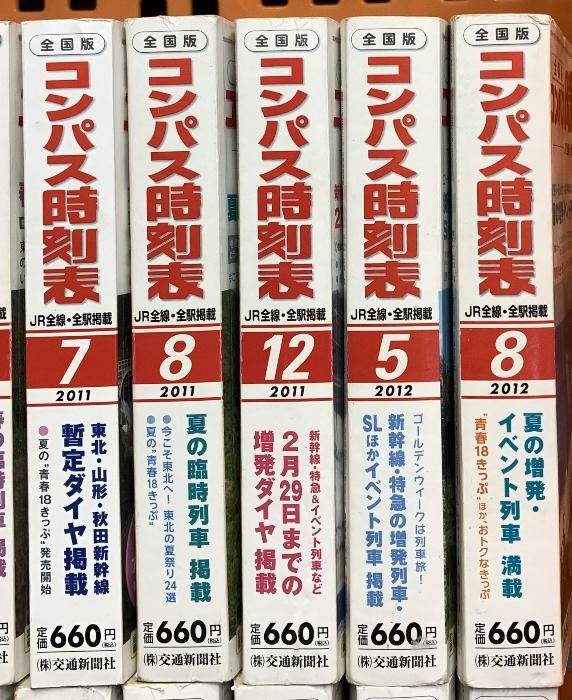 全国版
コンパス時刻表
JR全線・全駅掲載
7
2011
東北・山形・秋田新幹線
暫定ダイヤ掲載
●夏の"青春18きっぷ"発売開始
定価660円(税込)
(株)交通新聞社
全国版
コンパス時刻表
JR全線・全駅掲載
8
2011
夏の臨時列車 掲載
●今こそ東北へ!東北の夏祭り24選
●夏の"青春18きっぷ"
定価660円(税込)
(株)交通新聞社
全国版
コンパス時刻表
JR全線・全駅掲載
12
2011
新幹線・特急&イベント列車など
2月29日までの
増発ダイヤ掲載
定価660円(税込)
(株)交通新聞社
全国版
コンパス時刻表
JR全線・全駅掲載
5
2012
ゴールデンウイークは列車旅!
新幹線・特急の増発列車・
SLほかイベント列車 掲載
定価660円(税込)
(株)交通新聞社
全国版
コンパス時刻表
JR全線・全駅掲載
8
2012
夏の増発・
イベント列車 満載
"青春18きっぷ"ほか、おトクなきっぷ
定価660円(税込)
(株)交通新聞社